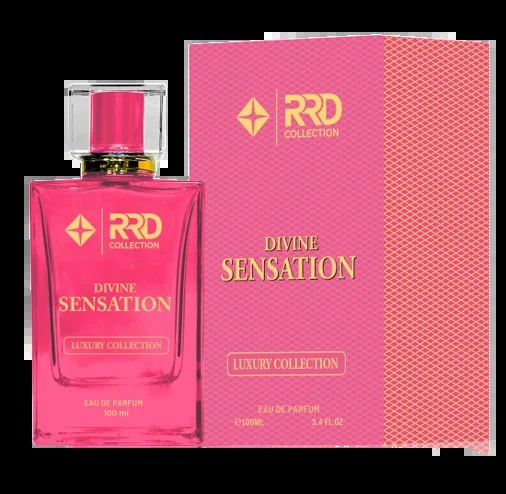 RRD
COLLECTION
DIVINE
SENSATION
LUXURY COLLECTION
EAU DE PARFUM
100 ml
RRD
COLLECTION
DIVINE
SENSATION
LUXURY COLLECTION
EAU DE PARFUM
℮100ML 3.4 FL.OZ